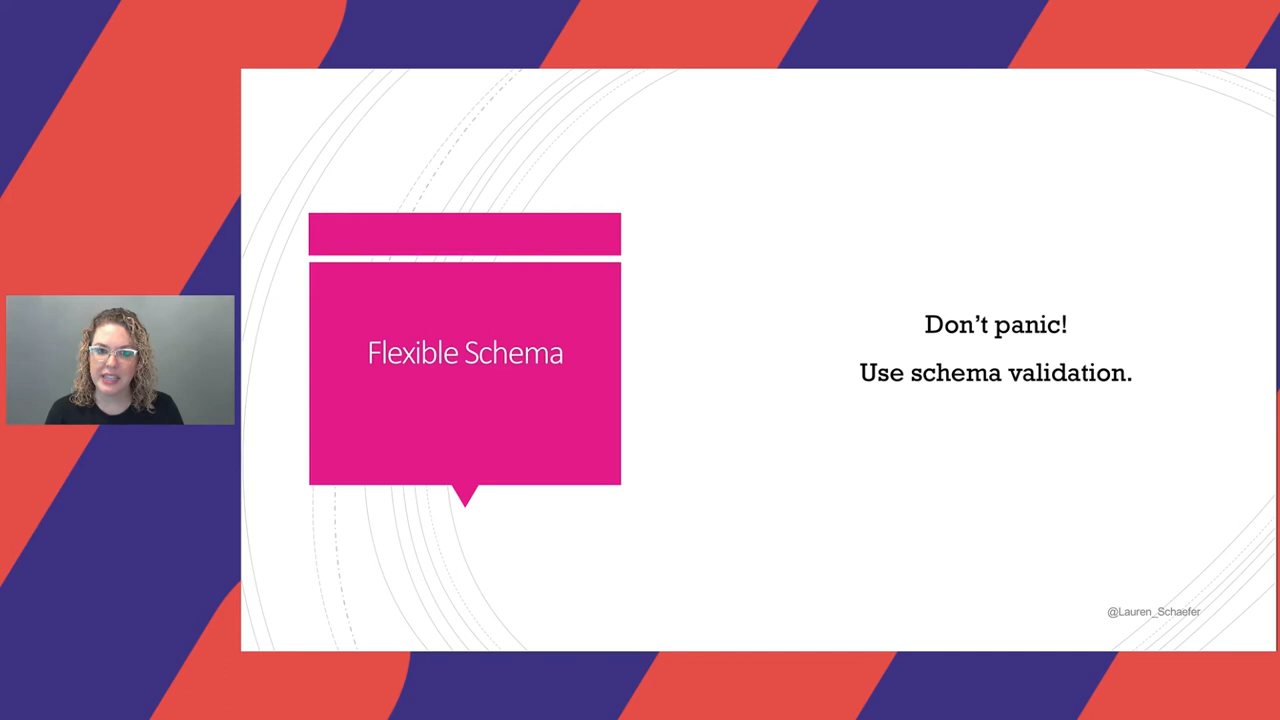 Flexible Schema
Don’t panic!
Use schema validation.
@Lauren_Schaefer